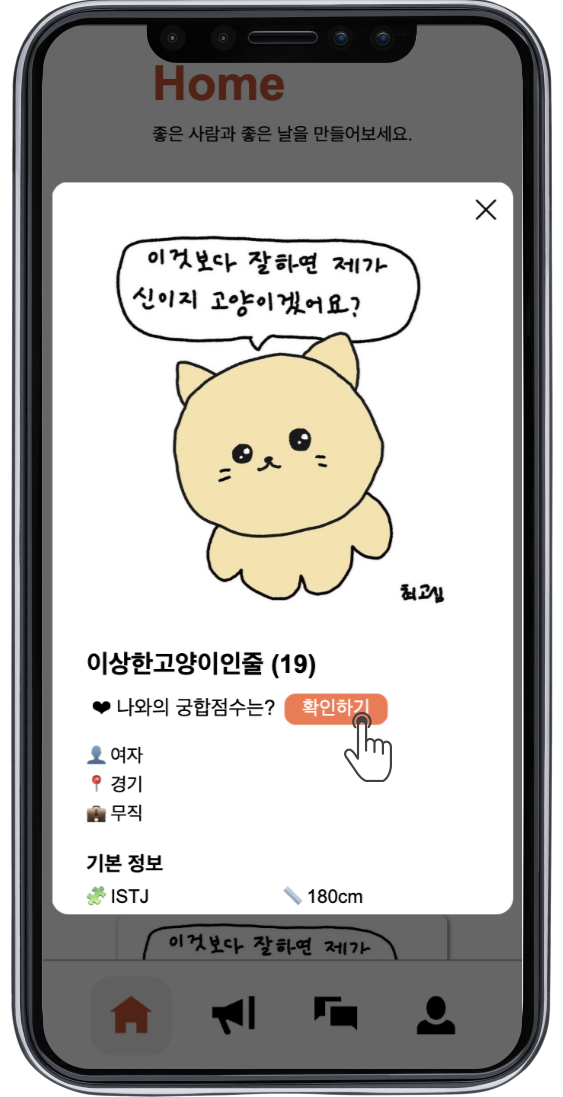 Home
좋은 사람과 좋은 날을 만들어보세요.
이것보다 잘하면 제가
신이지 고양이겠어요?
최고심
이상한고양이인줄 (19)
나와의 궁합점수는? 확인하기
여자
경기
무직
기본 정보
ISTJ 180cm
이것보다 잘하면 제가